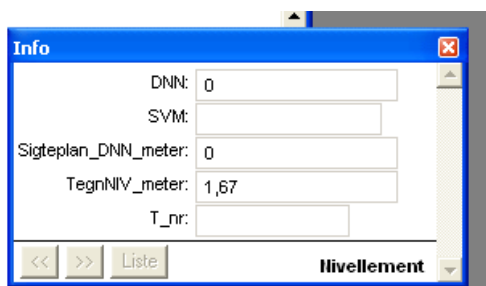 Info
DNN: 0
SVM:
Sigteplan_DNN_meter: 0
TegnNIV_meter: 1,67
T_nr:
<< >> Liste Nivellement